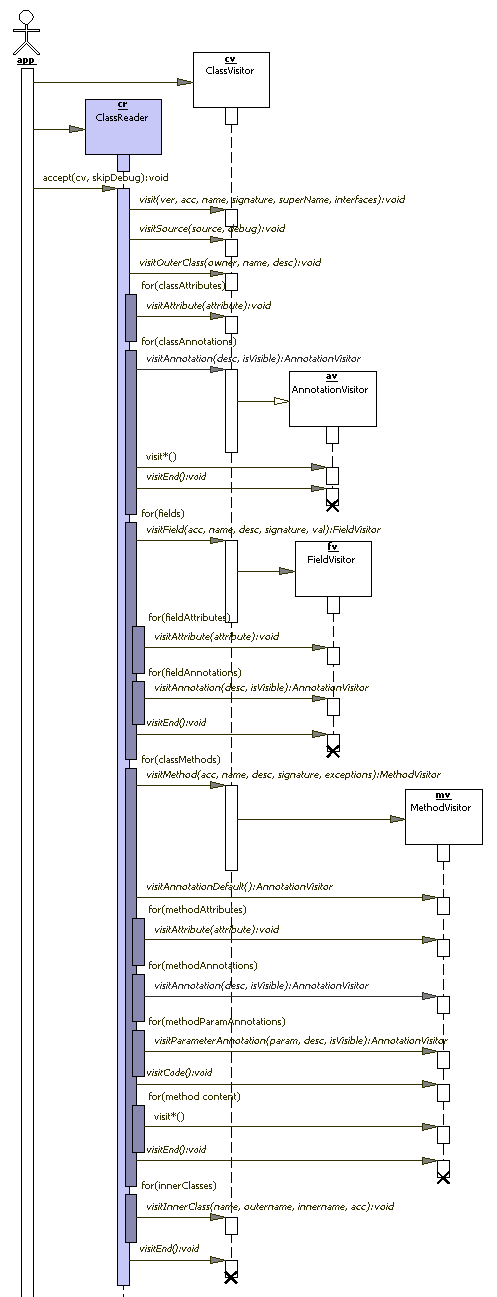 app
cv
ClassVisitor
cr
ClassReader
accept(cv, skipDebug):void
visit(ver, acc, name, signature, superName, interfaces):void
visitSource(source, debug):void
visitOuterClass(owner, name, desc):void
for(classAttributes)
visitAttribute(attribute):void
for(classAnnotations)
visitAnnotation(desc, isVisible):AnnotationVisitor
av
AnnotationVisitor
visit*()
visitEnd():void
for(fields)
visitField(acc, name, desc, signature, val):FieldVisitor
fv
FieldVisitor
for(fieldAttributes)
visitAttribute(attribute):void
for(fieldAnnotations)
visitAnnotation(desc, isVisible):AnnotationVisitor
visitEnd():void
for(classMethods)
visitMethod(acc, name, desc, signature, exceptions):MethodVisitor
mv
MethodVisitor
visitAnnotationDefault():AnnotationVisitor
for(methodAttributes)
visitAttribute(attribute):void
for(methodAnnotations)
visitAnnotation(desc, isVisible):AnnotationVisitor
for(methodParamAnnotations)
visitParameterAnnotation(param, desc, isVisible):AnnotationVisitor
visitCode():void
for(method content)
visit*()
visitEnd():void
for(innerClasses)
visitInnerClass(name, outername, innername, acc):void
visitEnd():void